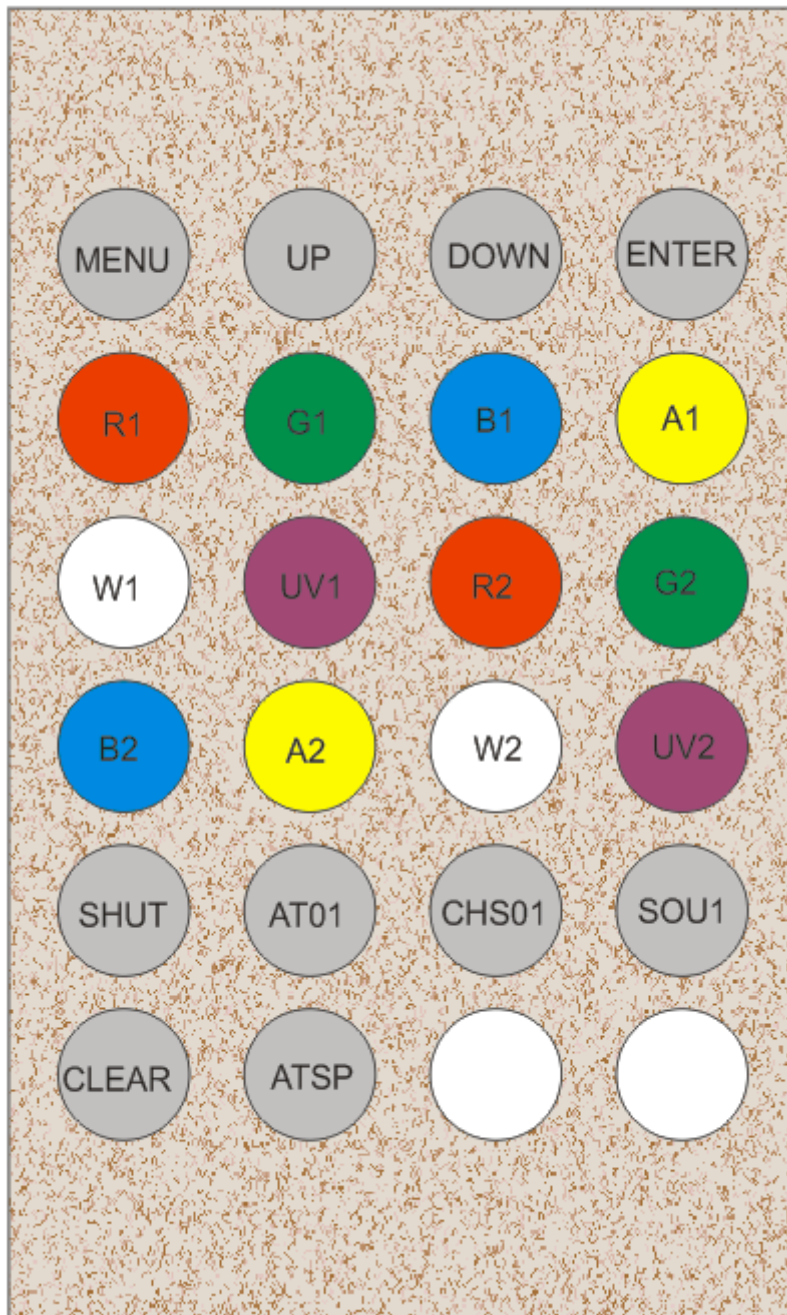 MENU UP DOWN ENTER
R1 G1 B1 A1
W1 UV1 R2 G2
B2 A2 W2 UV2
SHUT AT01 CHS01 SOU1
CLEAR ATSP